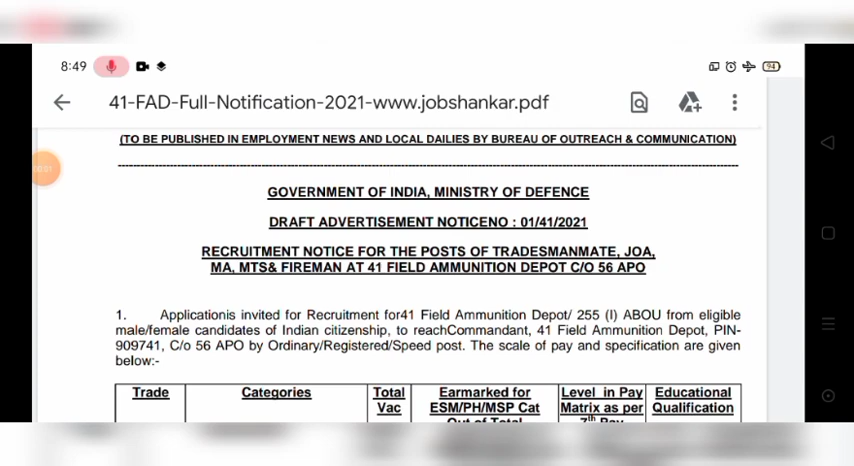 8:49
94
41-FAD-Full-Notification-2021-www.jobshankar.pdf
(TO BE PUBLISHED IN EMPLOYMENT NEWS AND LOCAL DAILIES BY BUREAU OF OUTREACH & COMMUNICATION)
GOVERNMENT OF INDIA, MINISTRY OF DEFENCE
DRAFT ADVERTISEMENT NOTICENO : 01/41/2021
RECRUITMENT NOTICE FOR THE POSTS OF TRADESMANMATE, JOA,
MA, MTS& FIREMAN AT 41 FIELD AMMUNITION DEPOT C/O 56 APO
1. Applicationis invited for Recruitment for41 Field Ammunition Depot/ 255 (I) ABOU from eligible
male/female candidates of Indian citizenship, to reachCommandant, 41 Field Ammunition Depot, PIN-
909741, C/o 56 APO by Ordinary/Registered/Speed post. The scale of pay and specification are given
below:-
Trade Categories Total Earmarked for Level in Pay Educational
Vac ESM/PH/MSP Cat Matrix as per Qualification
Out of Total 7th Pay